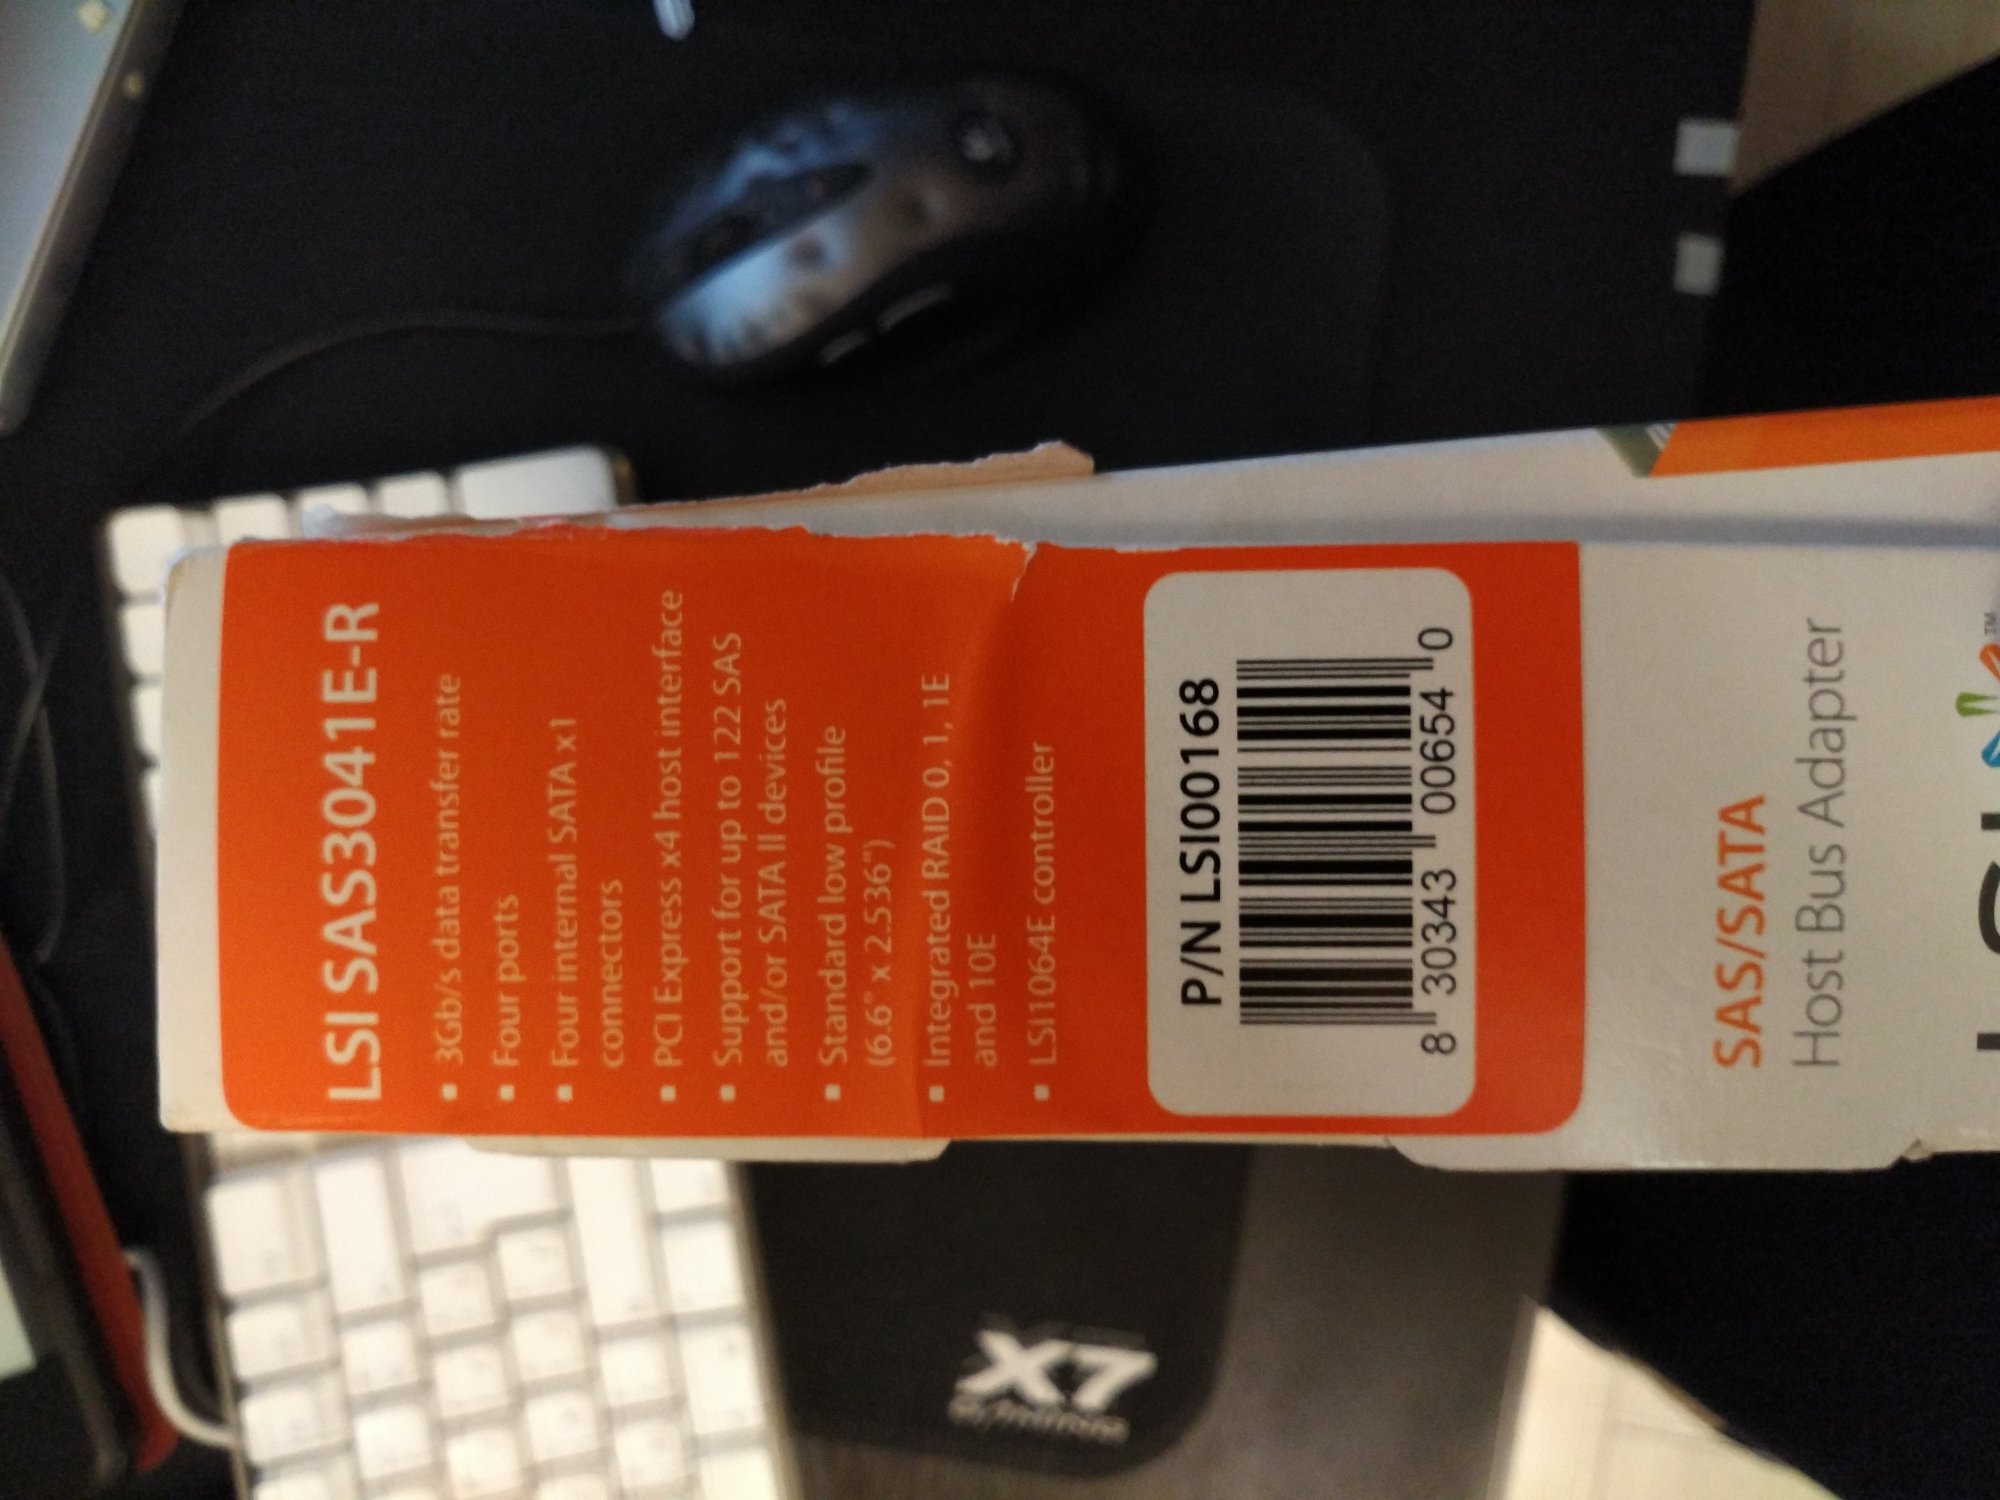 LSI SAS3041E-R
▪ 3Gb/s data transfer rate
▪ Four ports
▪ Four internal SATA x1
connectors
▪ PCI Express x4 host interface
▪ Support for up to 122 SAS
and/or SATA II devices
▪ Standard low profile
(6.6" x 2.536")
▪ Integrated RAID 0, 1, 1E
and 10E
▪ LSI1064E controller
P/N LSI00168
8 30343 00654 0
SAS/SATA
Host Bus Adapter
™
X7